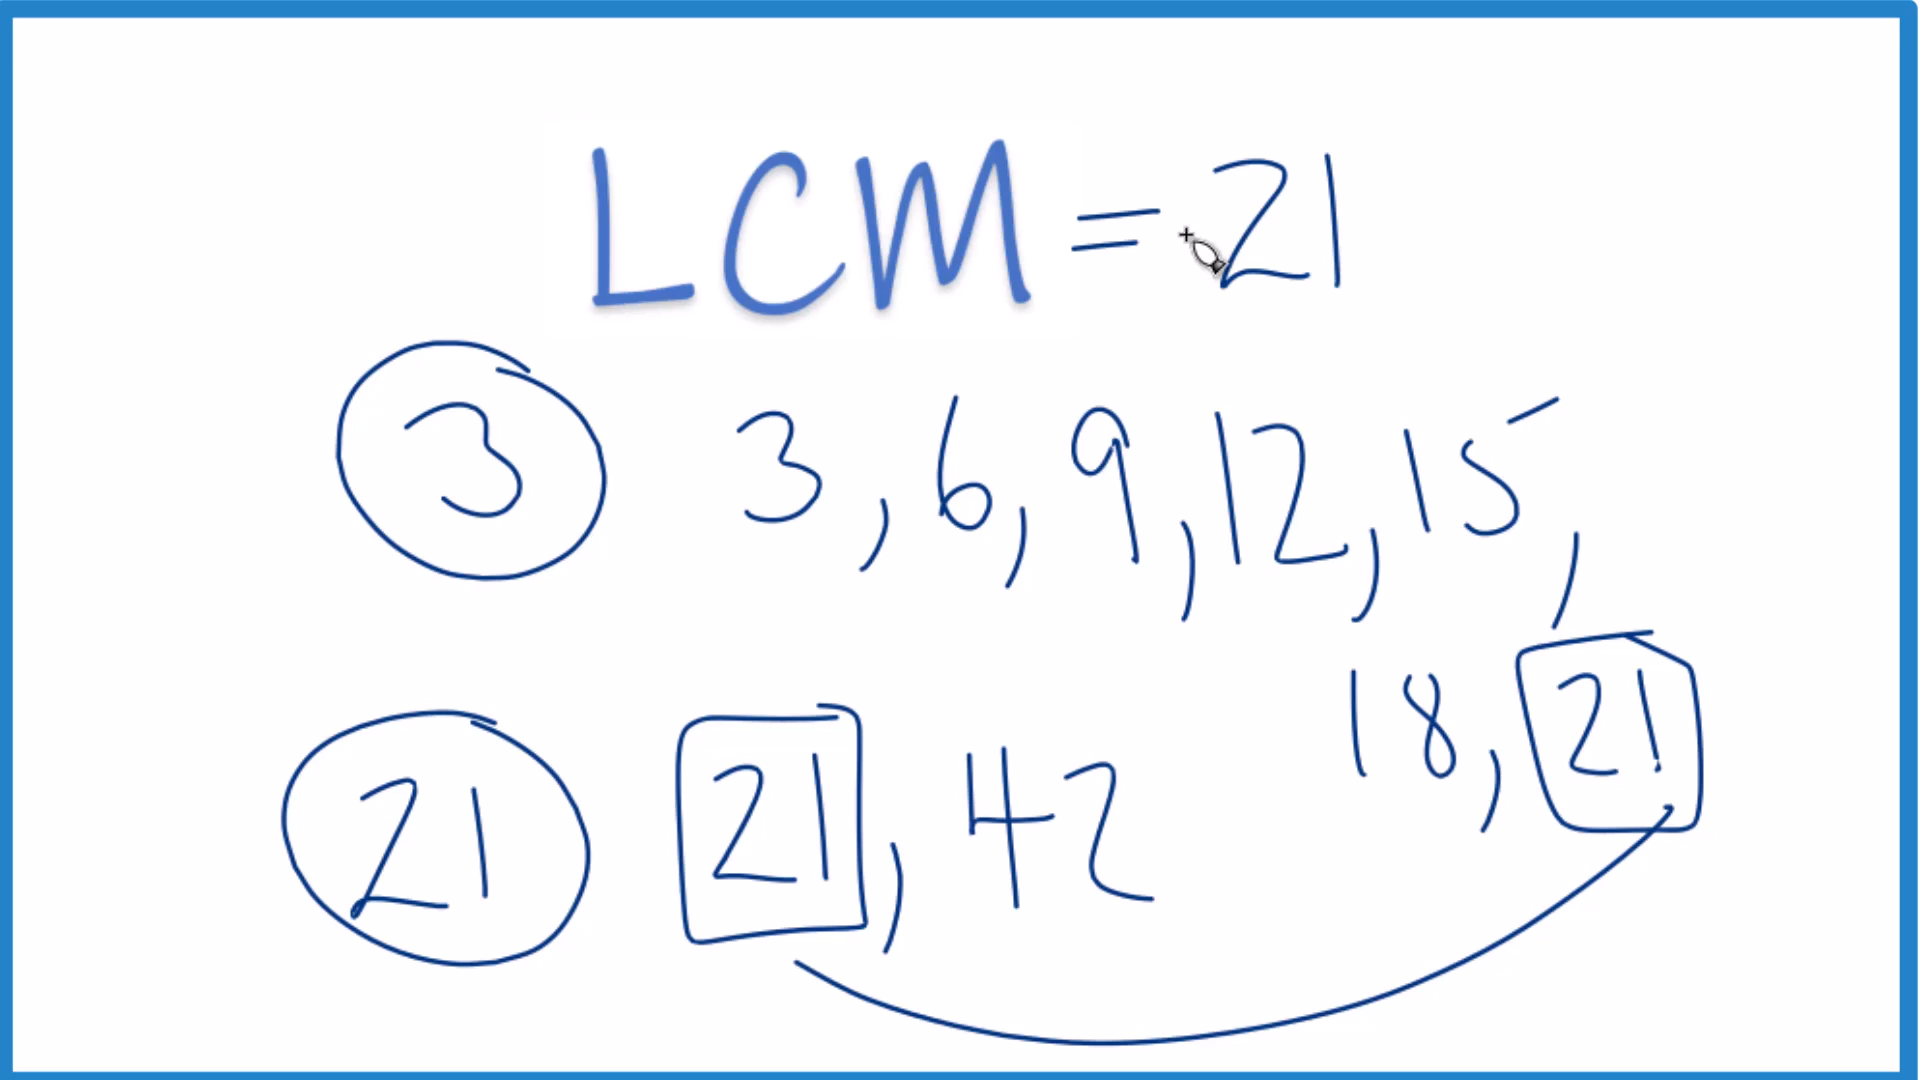 LCM = 21
3 3, 6, 9, 12, 15,
18, 21
21 21, 42